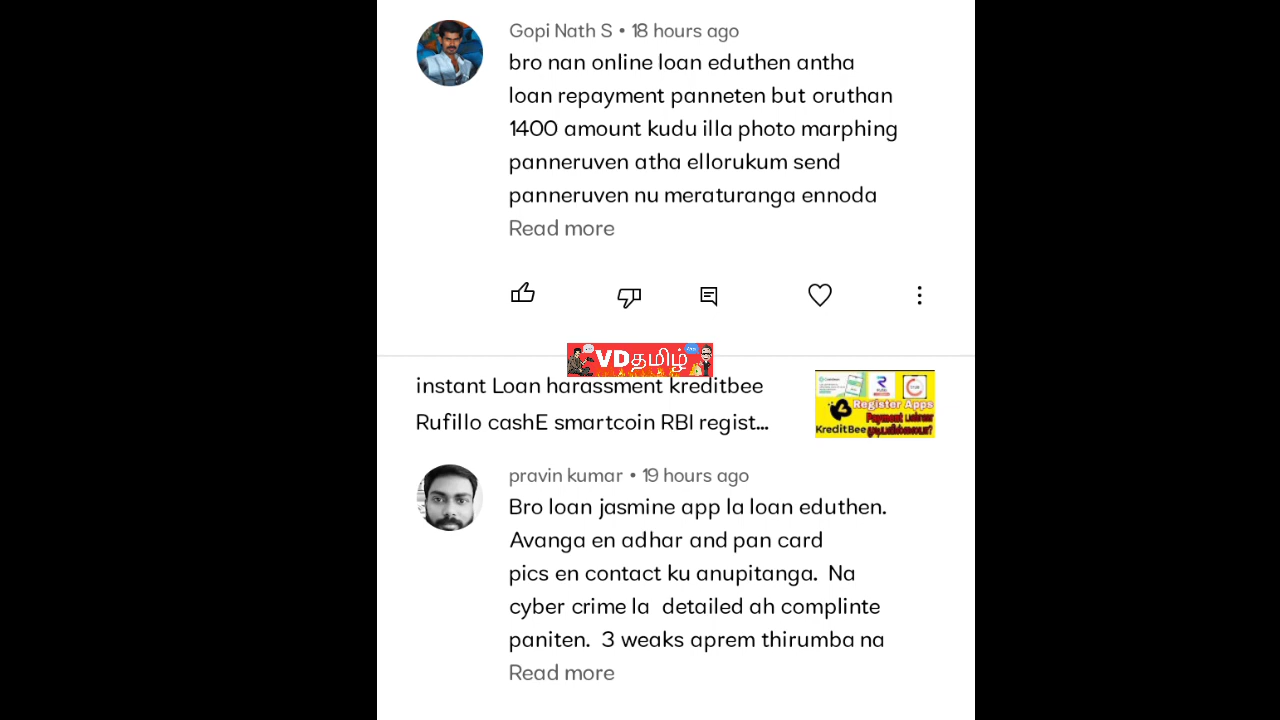 Gopi Nath S • 18 hours ago
bro nan online loan eduthen antha
loan repayment panneten but oruthan
1400 amount kudu illa photo marphing
panneruven atha ellorukum send
panneruven nu meraturanga ennoda
Read more
VDதமிழ்
instant Loan harassment kreditbee
Rufillo cashE smartcoin RBI regist...
Register Apps
Payment பண்ண
KreditBee
pravin kumar • 19 hours ago
Bro loan jasmine app la loan eduthen.
Avanga en adhar and pan card
pics en contact ku anupitanga. Na
cyber crime la detailed ah complinte
paniten. 3 weaks aprem thirumba na
Read more